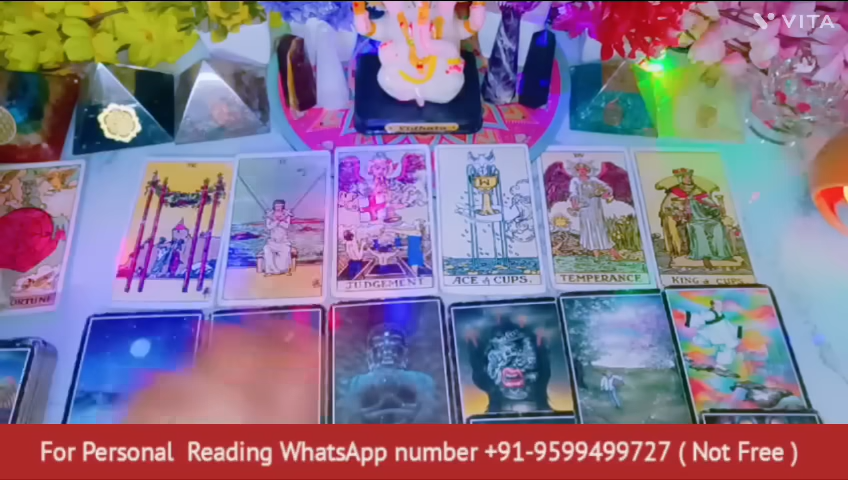 VITA
ORTUNE
JUDGEMENT
ACE of CUPS.
TEMPERANCE
KING of CUPS.
For Personal Reading WhatsApp number +91-9599499727 ( Not Free )